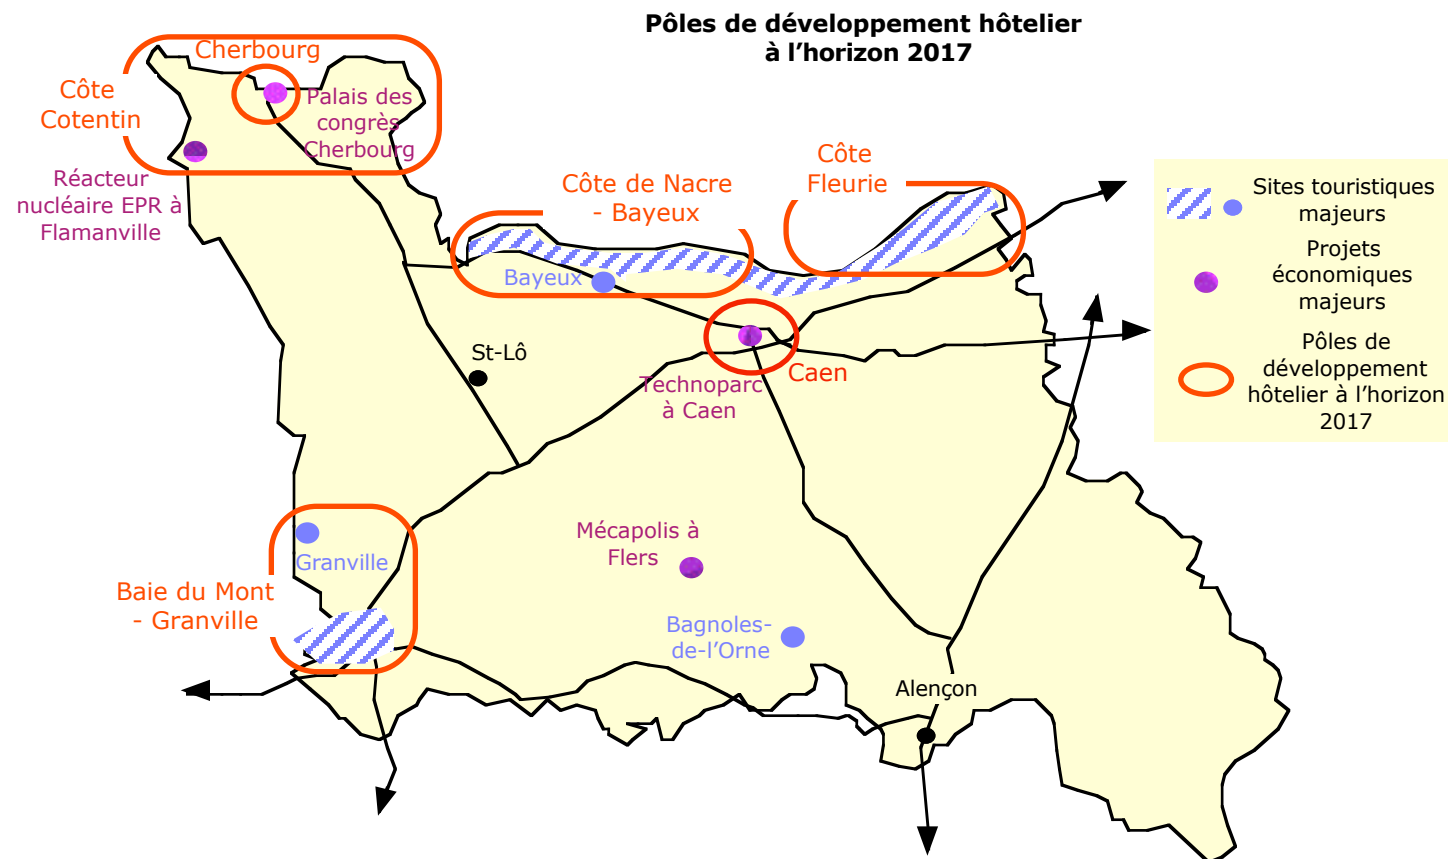 Pôles de développement hôtelier
à l’horizon 2017
Cherbourg
Côte
Cotentin
Palais des
congrès
Cherbourg
Réacteur
nucléaire EPR à
Flamanville
Côte de Nacre
- Bayeux
Côte
Fleurie
Bayeux
St-Lô
Technoparc
à Caen
Caen
Granville
Baie du Mont
- Granville
Mécapolis à
Flers
Bagnoles-
de-l’Orne
Alençon
Sites touristiques
majeurs
Projets
économiques
majeurs
Pôles de
développement
hôtelier à l’horizon
2017